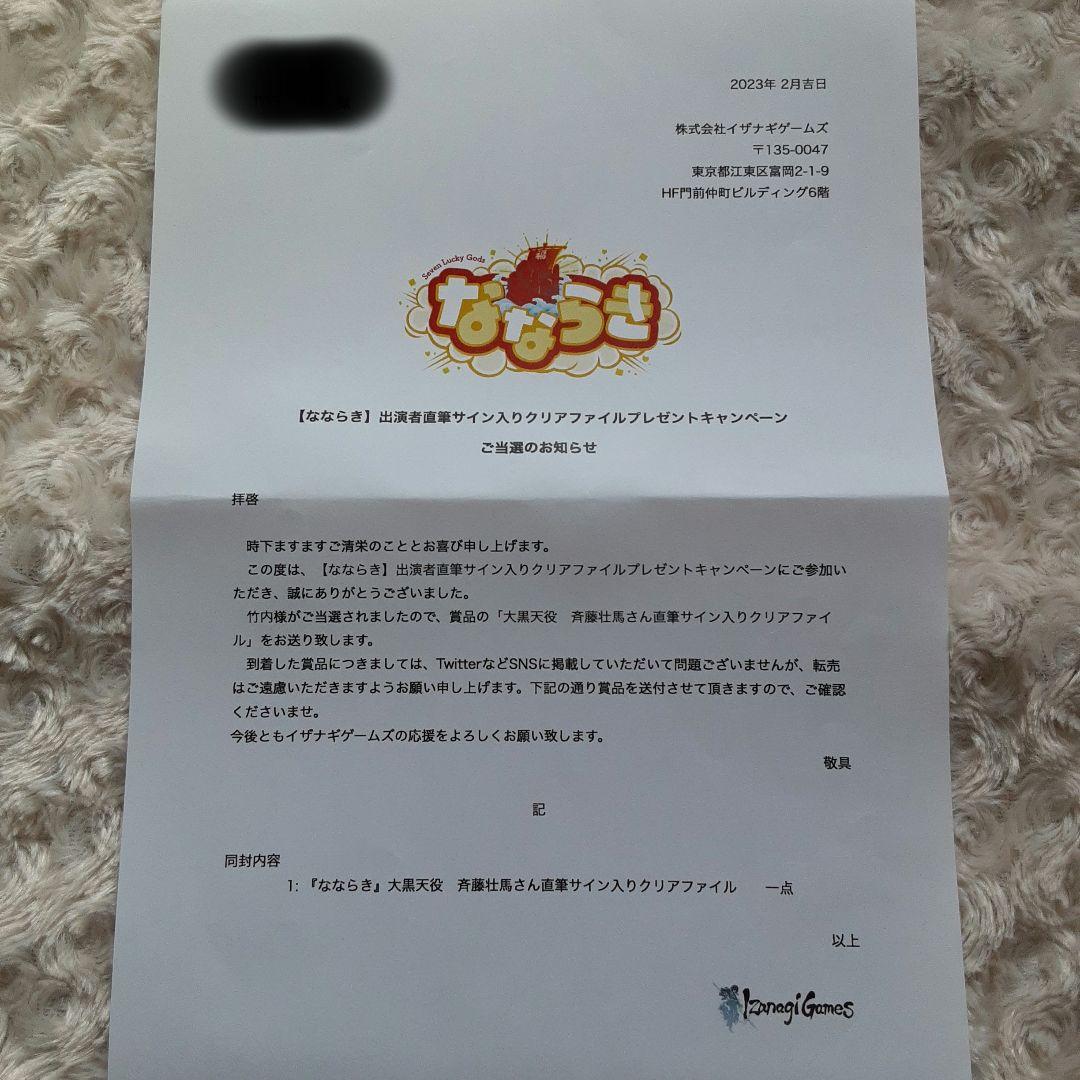 2023年 2月吉日
株式会社イザナギゲームズ
〒135-0047
東京都江東区富岡2-1-9
HF門前仲町ビルディング6階
Seven Lucky Gods
福
なならき
【なならき】出演者直筆サイン入りクリアファイルプレゼントキャンペーン
ご当選のお知らせ
拝啓
時下ますますご清栄のこととお喜び申し上げます。
この度は、【なならき】出演者直筆サイン入りクリアファイルプレゼントキャンペーンにご参加い
ただき、誠にありがとうございました。
竹内様がご当選されましたので、賞品の「大黒天役　斉藤壮馬さん直筆サイン入りクリアファイ
ル」をお送り致します。
到着した賞品につきましては、TwitterなどSNSに掲載していただいて問題ございませんが、転売
はご遠慮いただきますようお願い申し上げます。下記の通り賞品を送付させて頂きますので、ご確認
くださいませ。
今後ともイザナギゲームズの応援をよろしくお願い致します。
敬具
記
同封内容
1: 『なならき』大黒天役　斉藤壮馬さん直筆サイン入りクリアファイル　　一点
以上
Izanagi Games